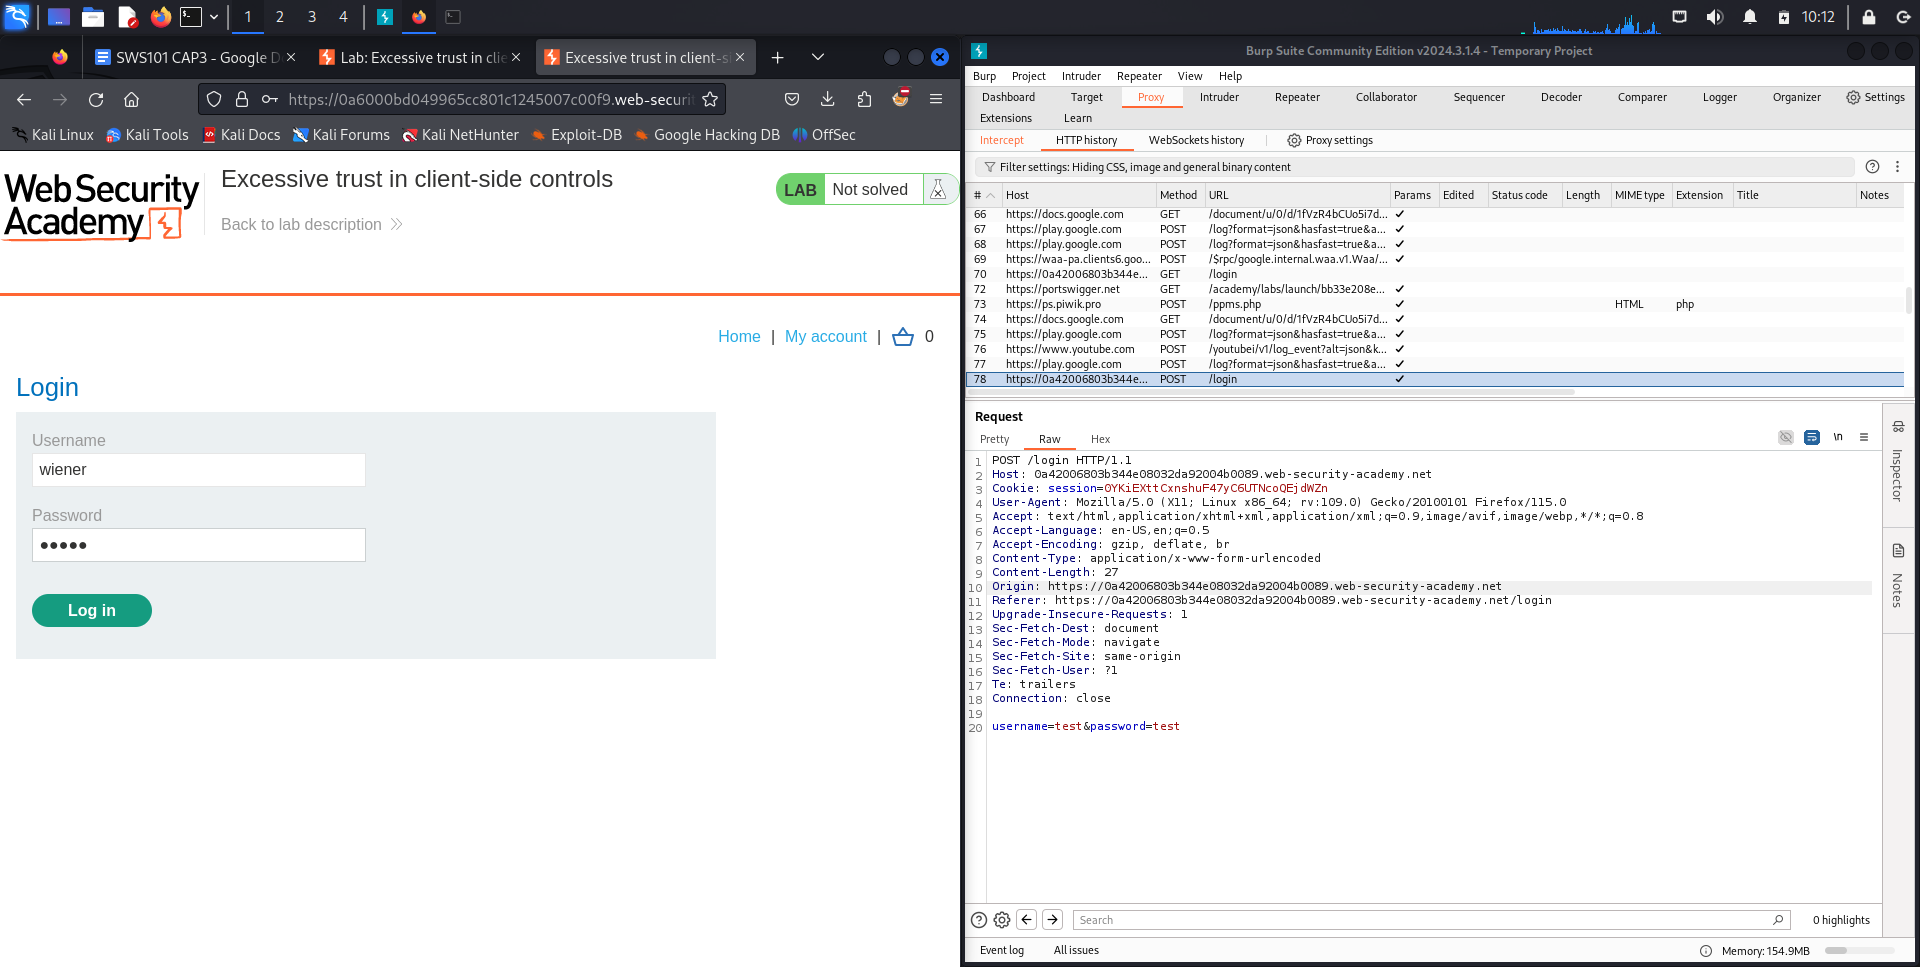 1 2 3 4 10:12
SWS101 CAP3 - Google D
Lab: Excessive trust in clie
Excessive trust in client-s
https://0a6000bd049965cc801c1245007c00f9.web-securit
Kali Linux Kali Tools Kali Docs Kali Forums Kali NetHunter Exploit-DB Google Hacking DB OffSec
Web Security
Academy
Excessive trust in client-side controls
Back to lab description
LAB Not solved
Home | My account | 0
Login
Username
wiener
Password
•••••
Log in
Burp Suite Community Edition v2024.3.1.4 - Temporary Project
Burp Project Intruder Repeater View Help
Dashboard Target Proxy Intruder Repeater Collaborator Sequencer Decoder Comparer Logger Organizer Settings
Extensions Learn
Intercept HTTP history WebSockets history | Proxy settings
Filter settings: Hiding CSS, image and general binary content
# Host Method URL Params Edited Status code Length MIME type Extension Title Notes
66 https://docs.google.com GET /document/u/0/d/1fVzR4bCUo5i7d... ✓
67 https://play.google.com POST /log?format=json&hasfast=true&a... ✓
68 https://play.google.com POST /log?format=json&hasfast=true&a... ✓
69 https://waa-pa.clients6.goo... POST /$rpc/google.internal.waa.v1.Waa/... ✓
70 https://0a42006803b344e... GET /login
72 https://portswigger.net GET /academy/labs/launch/bb33e208e... ✓
73 https://ps.piwik.pro POST /ppms.php ✓ HTML php
74 https://docs.google.com GET /document/u/0/d/1fVzR4bCUo5i7d... ✓
75 https://play.google.com POST /log?format=json&hasfast=true&a... ✓
76 https://www.youtube.com POST /youtubei/v1/log_event?alt=json&k... ✓
77 https://play.google.com POST /log?format=json&hasfast=true&a... ✓
78 https://0a42006803b344e... POST /login ✓
Request
Pretty Raw Hex \n
1 POST /login HTTP/1.1
2 Host: 0a42006803b344e08032da92004b0089.web-security-academy.net
3 Cookie: session=0YKiEXttCxnshuF47yC6UTNcoQEjdWZn
4 User-Agent: Mozilla/5.0 (X11; Linux x86_64; rv:109.0) Gecko/20100101 Firefox/115.0
5 Accept: text/html,application/xhtml+xml,application/xml;q=0.9,image/avif,image/webp,*/*;q=0.8
6 Accept-Language: en-US,en;q=0.5
7 Accept-Encoding: gzip, deflate, br
8 Content-Type: application/x-www-form-urlencoded
9 Content-Length: 27
10 Origin: https://0a42006803b344e08032da92004b0089.web-security-academy.net
11 Referer: https://0a42006803b344e08032da92004b0089.web-security-academy.net/login
12 Upgrade-Insecure-Requests: 1
13 Sec-Fetch-Dest: document
14 Sec-Fetch-Mode: navigate
15 Sec-Fetch-Site: same-origin
16 Sec-Fetch-User: ?1
17 Te: trailers
18 Connection: close
19
20 username=test&password=test
Inspector
Notes
Search
0 highlights
Event log All issues
Memory: 154.9MB